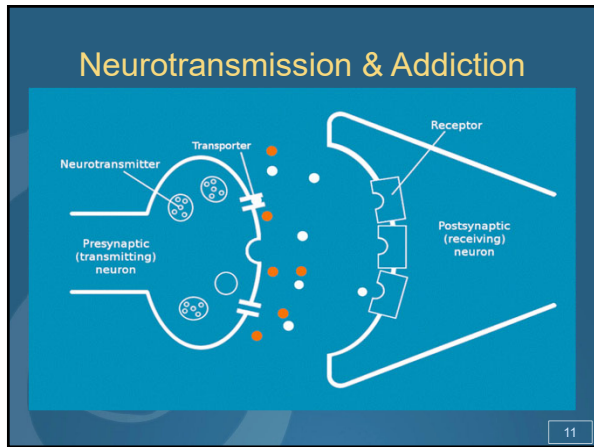 Neurotransmission & Addiction
Transporter
Receptor
Neurotransmitter
Presynaptic
(transmitting)
neuron
Postsynaptic
(receiving)
neuron
11